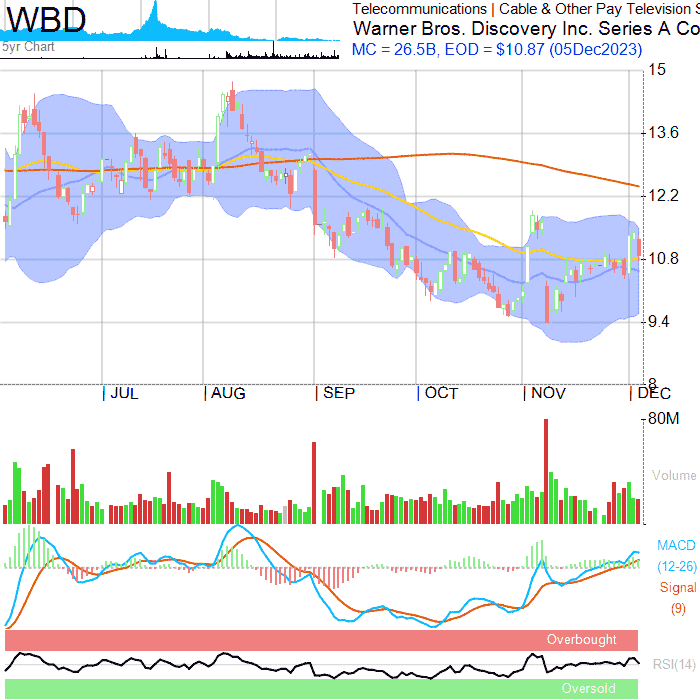 WBD
5yr Chart
Telecommunications | Cable & Other Pay Television S
Warner Bros. Discovery Inc. Series A Co
MC = 26.5B, EOD = $10.87 (05Dec2023)
15
13.6
12.2
10.8
9.4
8
JUL AUG SEP OCT NOV DEC
80M
Volume
MACD
(12-26)
Signal
(9)
Overbought
RSI(14)
Oversold